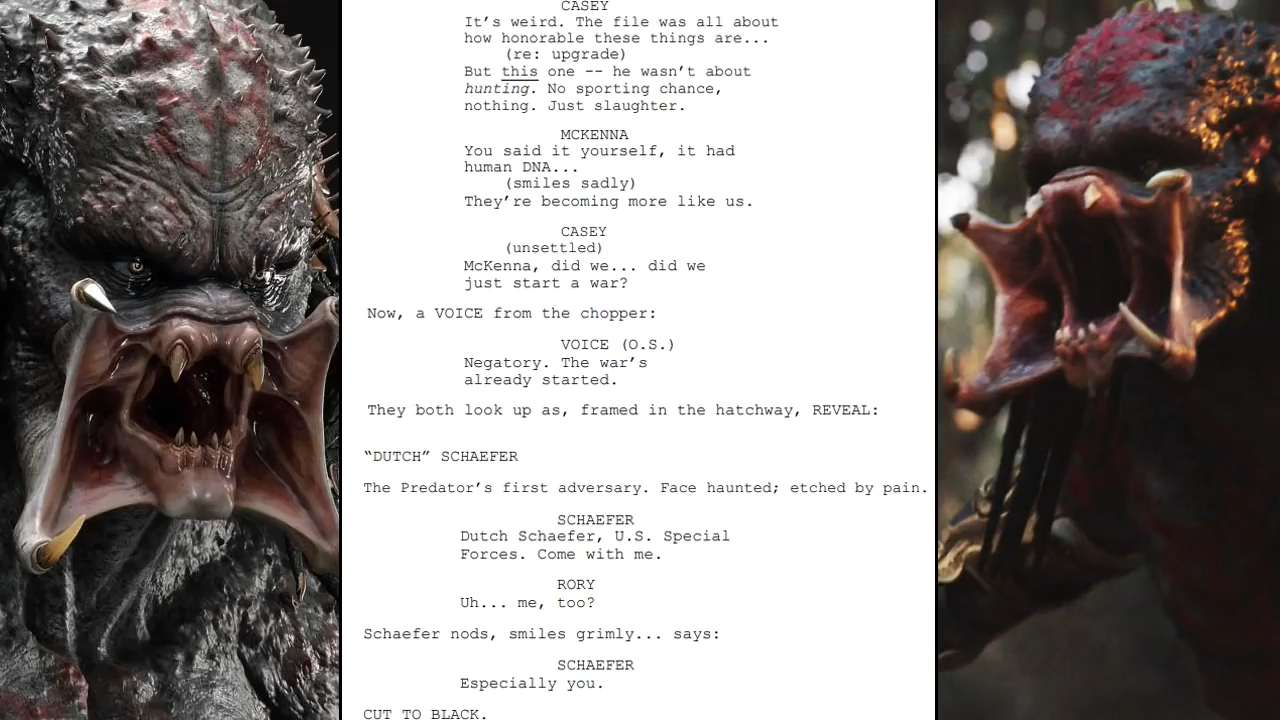 CASEY
It's weird. The file was all about
how honorable these things are...
(re: upgrade)
But this one -- he wasn't about
hunting. No sporting chance,
nothing. Just slaughter.
MCKENNA
You said it yourself, it had
human DNA...
(smiles sadly)
They're becoming more like us.
CASEY
(unsettled)
McKenna, did we... did we
just start a war?
Now, a VOICE from the chopper:
VOICE (O.S.)
Negatory. The war's
already started.
They both look up as, framed in the hatchway, REVEAL:
“DUTCH” SCHAEFER
The Predator's first adversary. Face haunted; etched by pain.
SCHAEFER
Dutch Schaefer, U.S. Special
Forces. Come with me.
RORY
Uh... me, too?
Schaefer nods, smiles grimly... says:
SCHAEFER
Especially you.
CUT TO BLACK.